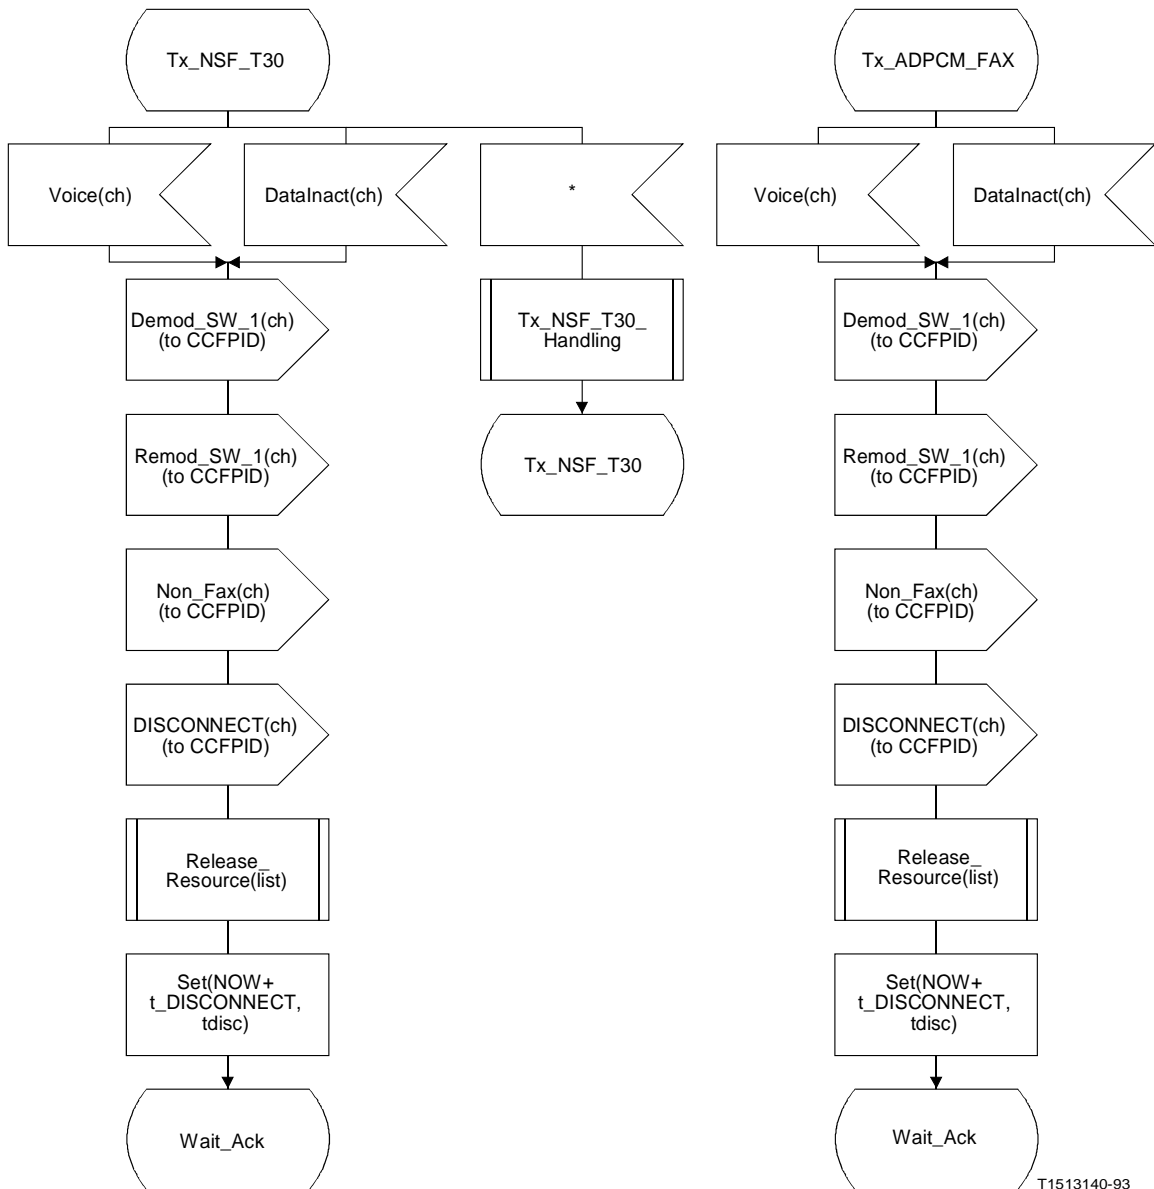 Tx_NSF_T30
Voice(ch)
DataInact(ch)
*
Demod_SW_1(ch)
(to CCFPID)
Tx_NSF_T30_
Handling
Remod_SW_1(ch)
(to CCFPID)
Tx_NSF_T30
Non_Fax(ch)
(to CCFPID)
DISCONNECT(ch)
(to CCFPID)
Release_
Resource(list)
Set(NOW+
t_DISCONNECT,
tdisc)
Wait_Ack
Tx_ADPCM_FAX
Voice(ch)
DataInact(ch)
Demod_SW_1(ch)
(to CCFPID)
Remod_SW_1(ch)
(to CCFPID)
Non_Fax(ch)
(to CCFPID)
DISCONNECT(ch)
(to CCFPID)
Release_
Resource(list)
Set(NOW+
t_DISCONNECT,
tdisc)
Wait_Ack
T1513140-93